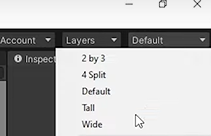 Account Layers Default
Inspect
2 by 3
4 Split
Default
Tall
Wide